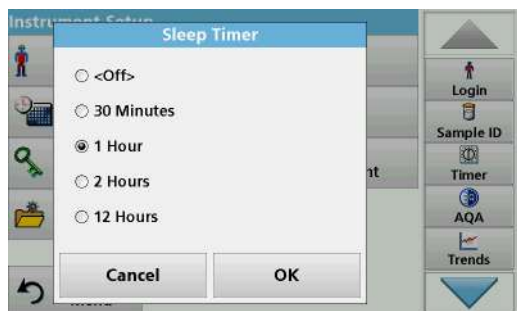 Sleep Timer
<Off>
30 Minutes
1 Hour
2 Hours
12 Hours
Cancel
OK
Login
Sample ID
Timer
AQA
Trends